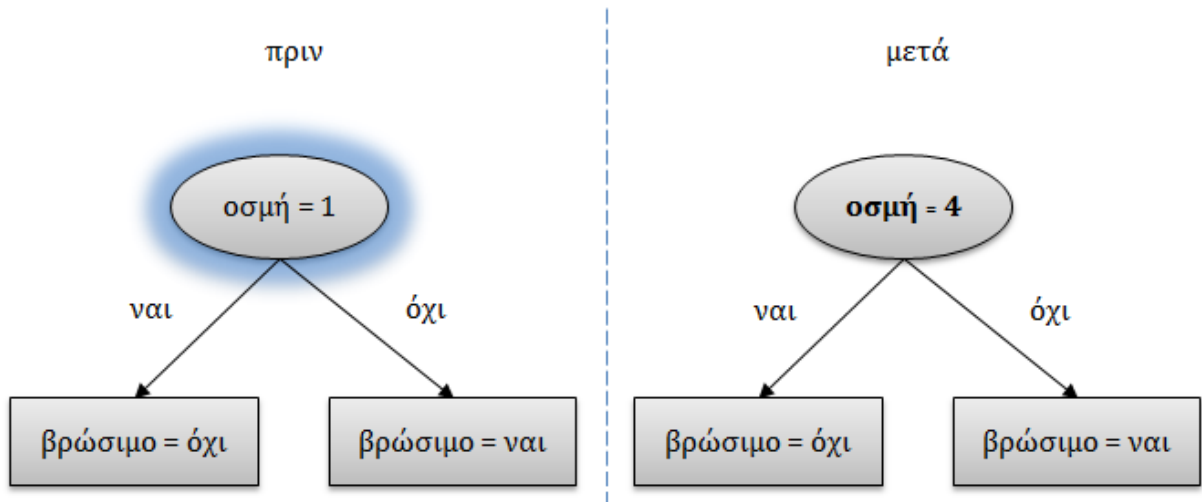 πριν
οσμή = 1
ναι
όχι
βρώσιμο = όχι
βρώσιμο = ναι
μετά
οσμή = 4
ναι
όχι
βρώσιμο = όχι
βρώσιμο = ναι